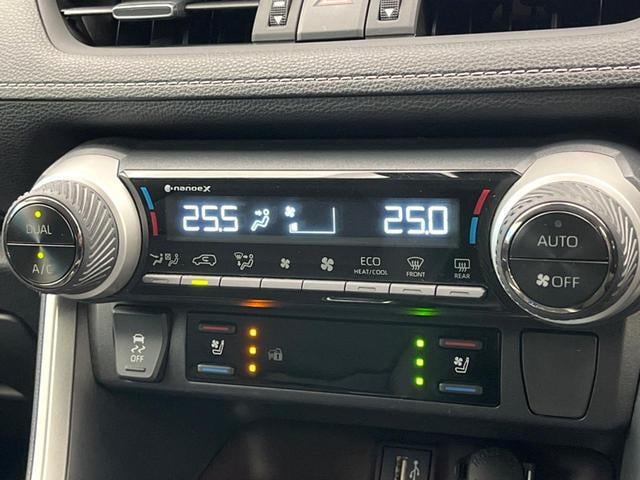 nanoeX
25.5
25.0
DUAL
A/C
AUTO
OFF
ECO
HEAT/COOL
FRONT
REAR
OFF